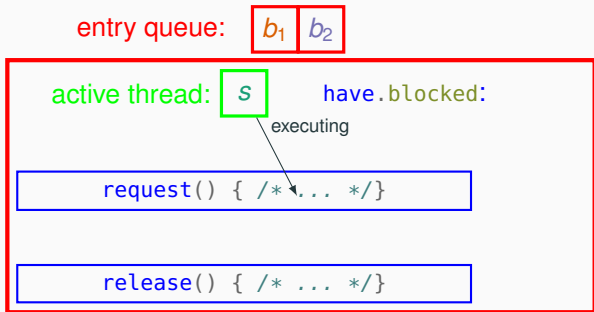 entry queue: b₁ b₂
active thread: s have.blocked:
executing
request() { /* ... */}
release() { /* ... */}